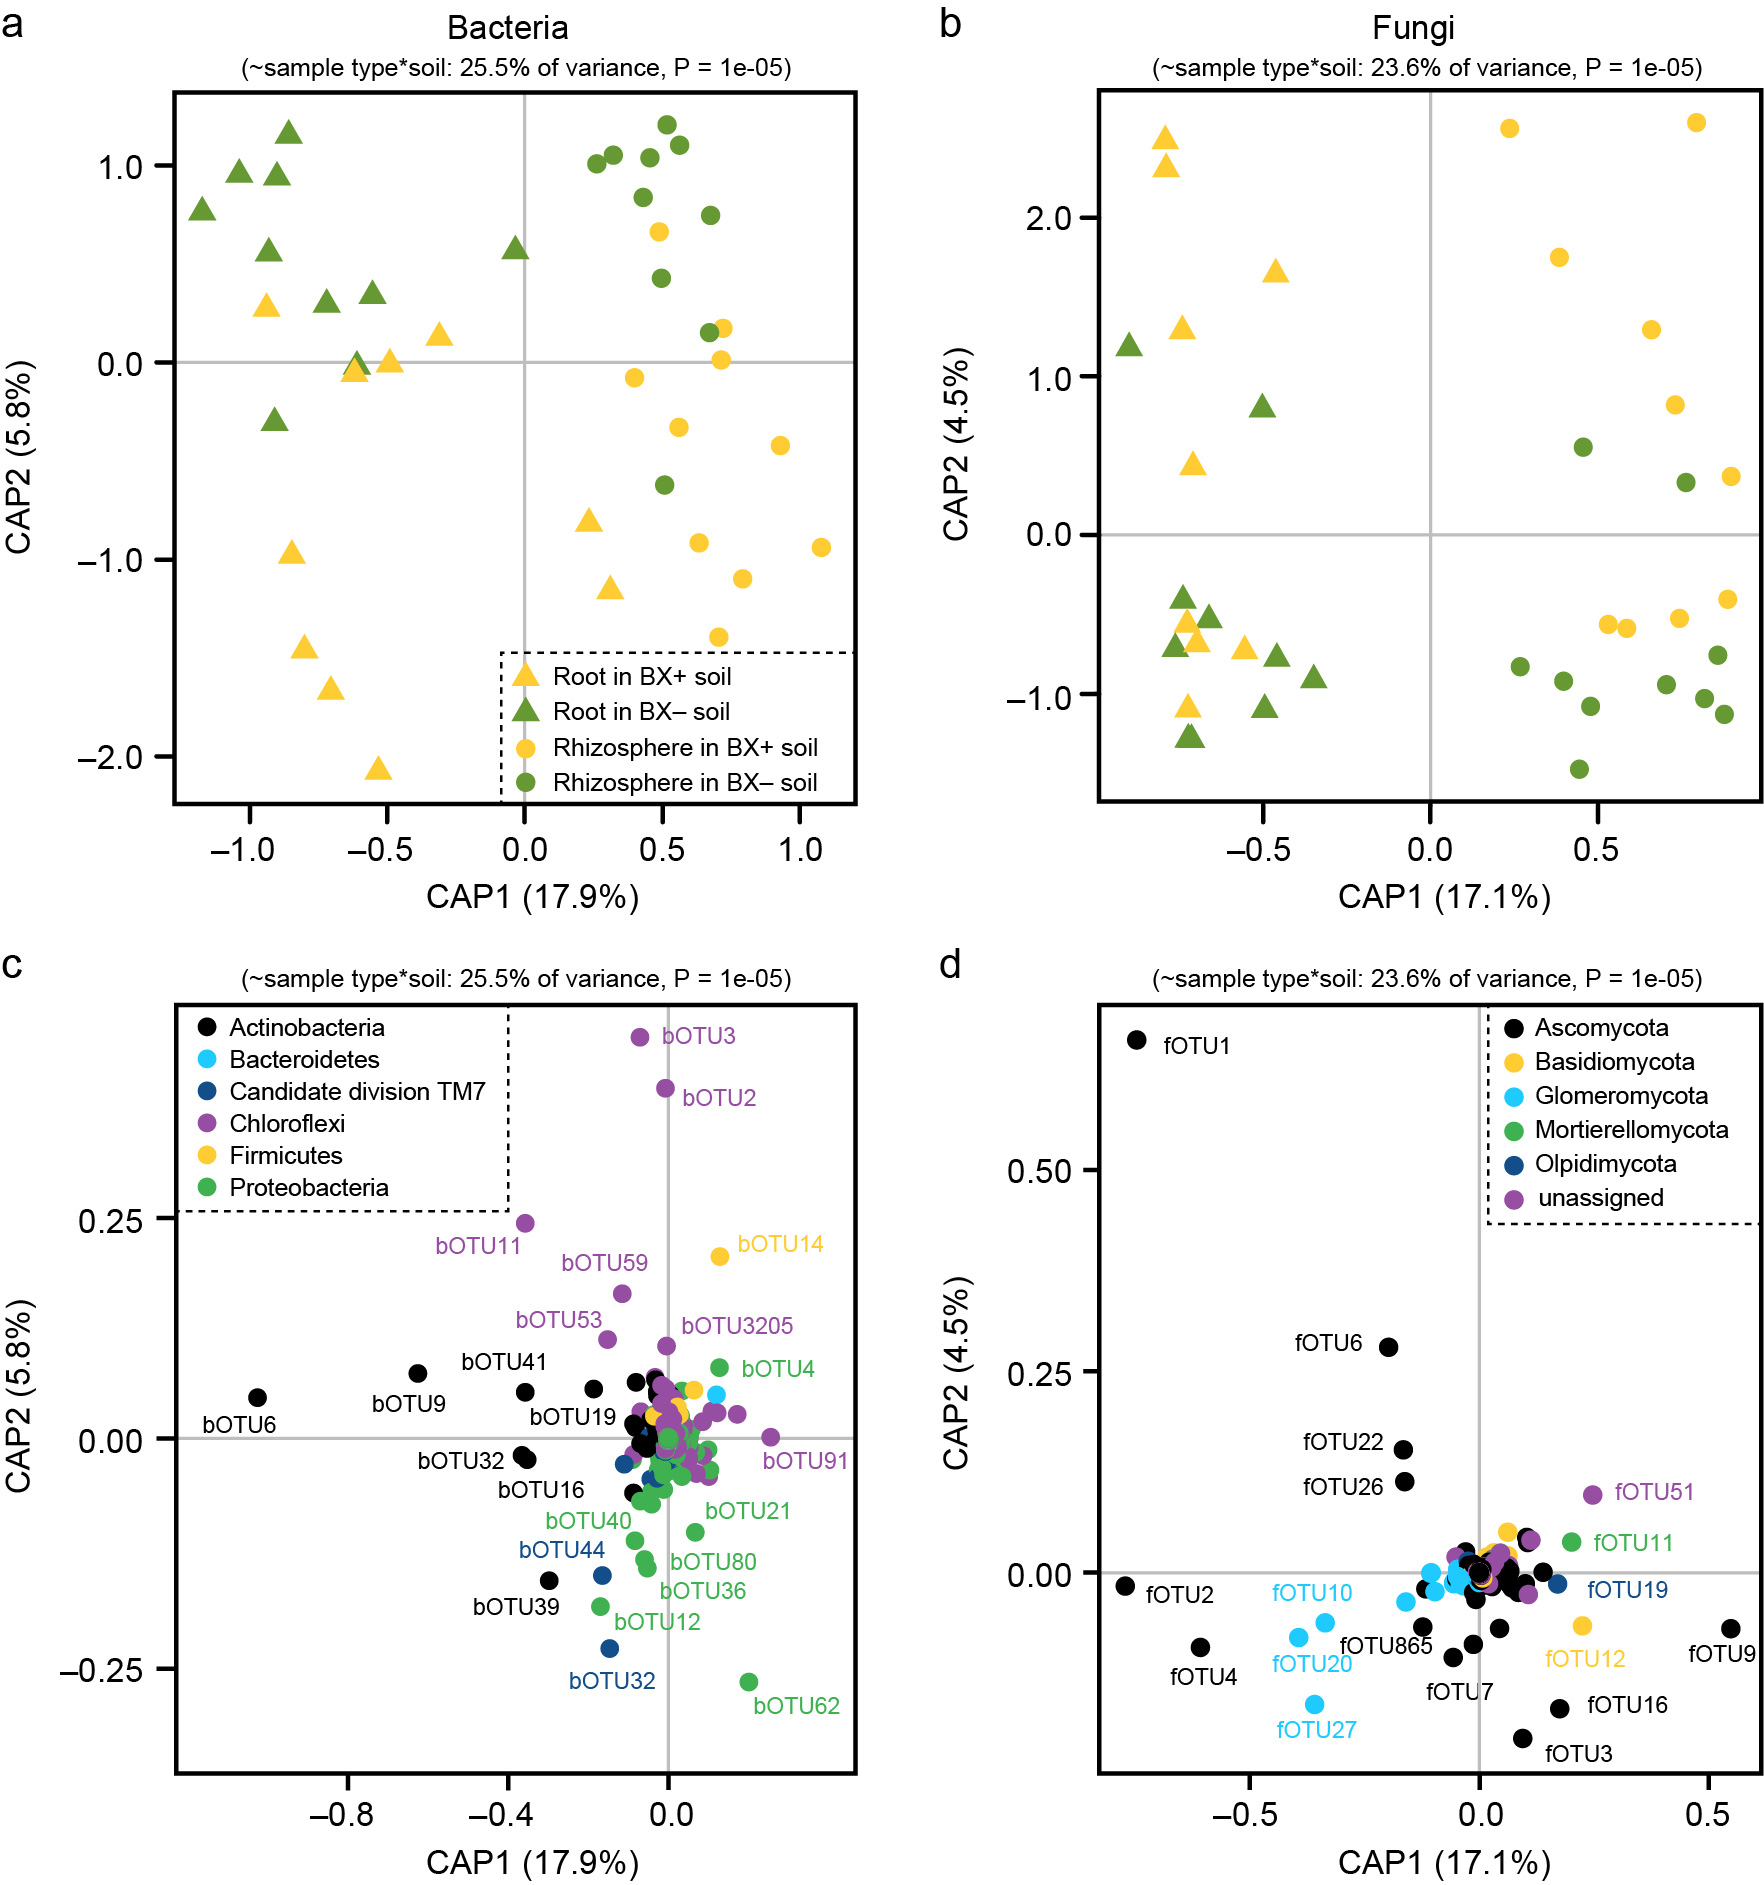 a
Bacteria
(~sample type*soil: 25.5% of variance, P = 1e-05)
1.0
0.0
–1.0
–2.0
CAP2 (5.8%)
Root in BX+ soil
Root in BX– soil
Rhizosphere in BX+ soil
Rhizosphere in BX– soil
–1.0 –0.5 0.0 0.5 1.0
CAP1 (17.9%)
b
Fungi
(~sample type*soil: 23.6% of variance, P = 1e-05)
2.0
1.0
0.0
–1.0
CAP2 (4.5%)
–0.5 0.0 0.5
CAP1 (17.1%)
c
(~sample type*soil: 25.5% of variance, P = 1e-05)
Actinobacteria
Bacteroidetes
Candidate division TM7
Chloroflexi
Firmicutes
Proteobacteria
bOTU3
bOTU2
bOTU11
bOTU14
bOTU59
bOTU53
bOTU3205
bOTU41
bOTU4
bOTU9
bOTU6
bOTU19
bOTU32
bOTU91
bOTU16
bOTU40
bOTU21
bOTU44
bOTU80
bOTU36
bOTU39
bOTU12
bOTU32
bOTU62
0.25
0.00
–0.25
CAP2 (5.8%)
–0.8 –0.4 0.0
CAP1 (17.9%)
d
(~sample type*soil: 23.6% of variance, P = 1e-05)
Ascomycota
Basidiomycota
Glomeromycota
Mortierellomycota
Olpidimycota
unassigned
fOTU1
fOTU6
fOTU22
fOTU26
fOTU51
fOTU11
fOTU2
fOTU10
fOTU19
fOTU865
fOTU20
fOTU12
fOTU9
fOTU4
fOTU7
fOTU16
fOTU27
fOTU3
0.50
0.25
0.00
CAP2 (4.5%)
–0.5 0.0 0.5
CAP1 (17.1%)